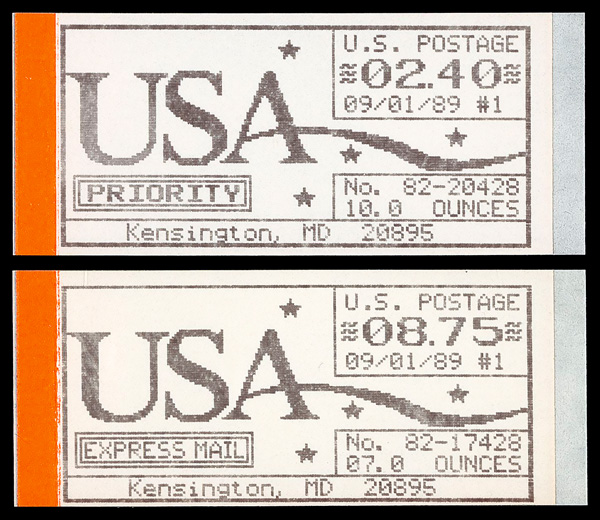 U.S. POSTAGE
USA
≈02.40≈
09/01/89 #1
PRIORITY
No. 82-20428
10.0 OUNCES
Kensington, MD 20895
U.S. POSTAGE
USA
≈08.75≈
09/01/89 #1
EXPRESS MAIL
No. 82-17428
07.0 OUNCES
Kensington, MD 20895